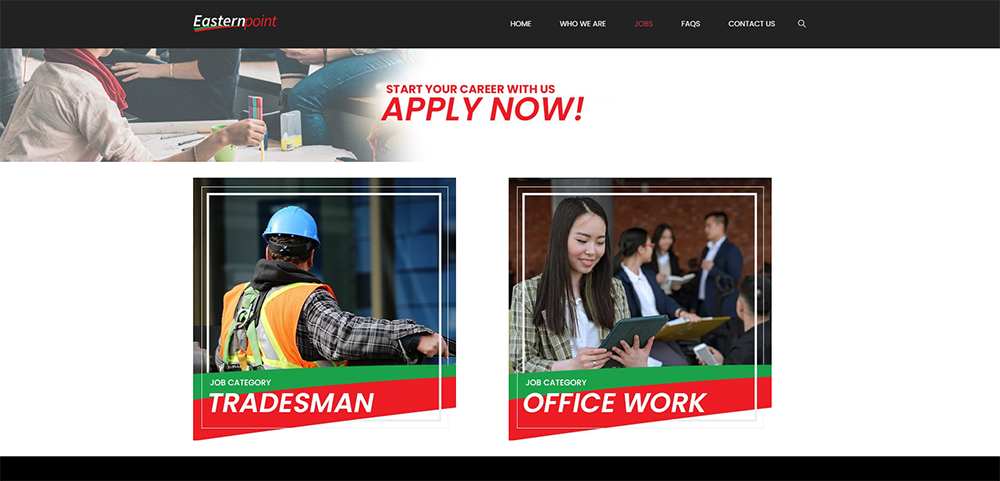 Easternpoint
HOME
WHO WE ARE
JOBS
FAQS
CONTACT US
START YOUR CAREER WITH US
APPLY NOW!
JOB CATEGORY
TRADESMAN
JOB CATEGORY
OFFICE WORK